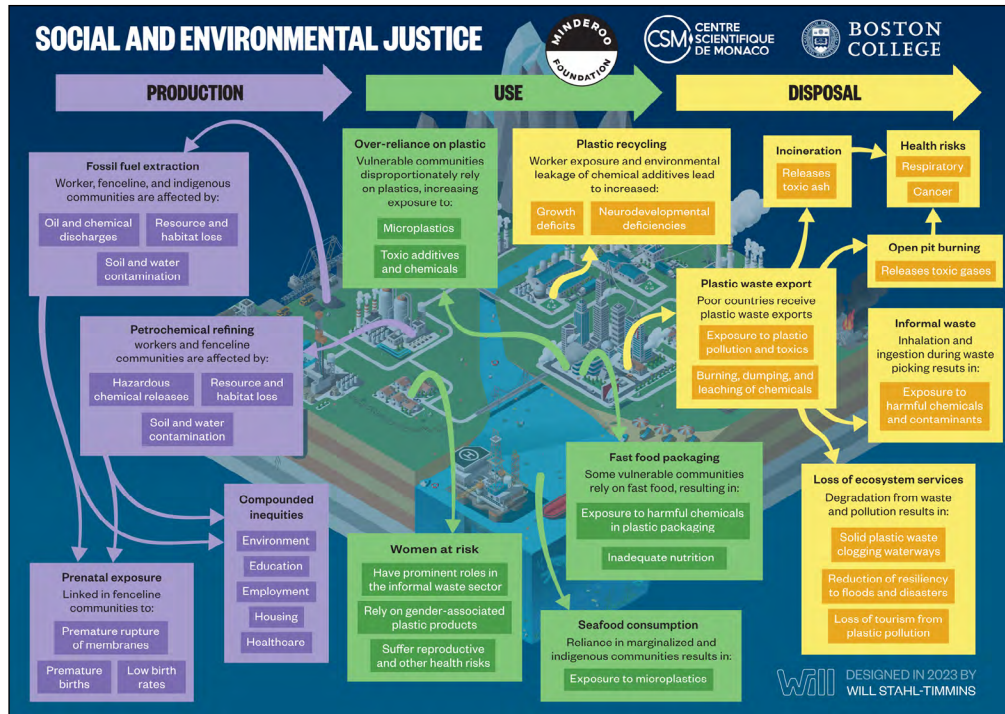 SOCIAL AND ENVIRONMENTAL JUSTICE
MINDEROO
FOUNDATION
CSM
CENTRE
SCIENTIFIQUE
DE MONACO
BOSTON
COLLEGE
PRODUCTION
USE
DISPOSAL
Fossil fuel extraction
Worker, fenceline, and indigenous
communities are affected by:
Oil and chemical
discharges
Resource and
habitat loss
Soil and water
contamination
Petrochemical refining
workers and fenceline
communities are affected by:
Hazardous
chemical releases
Resource and
habitat loss
Soil and water
contamination
Compounded
inequities
Environment
Education
Employment
Housing
Healthcare
Prenatal exposure
Linked in fenceline
communities to:
Premature rupture
of membranes
Premature
births
Low birth
rates
Over-reliance on plastic
Vulnerable communities
disproportionately rely
on plastics, increasing
exposure to:
Microplastics
Toxic additives
and chemicals
Women at risk
Have prominent roles in
the informal waste sector
Rely on gender-associated
plastic products
Suffer reproductive
and other health risks
Fast food packaging
Some vulnerable communities
rely on fast food, resulting in:
Exposure to harmful chemicals
in plastic packaging
Inadequate nutrition
Seafood consumption
Reliance in marginalized and
indigenous communities results in:
Exposure to microplastics
Plastic recycling
Worker exposure and environmental
leakage of chemical additives lead
to increased:
Growth
deficits
Neurodevelopmental
deficiencies
Plastic waste export
Poor countries receive
plastic waste exports
Exposure to plastic
pollution and toxics
Burning, dumping, and
leaching of chemicals
Incineration
Releases
toxic ash
Health risks
Respiratory
Cancer
Open pit burning
Releases toxic gases
Informal waste
Inhalation and
ingestion during waste
picking resuts in:
Exposure to
harmful chemicals
and contaminants
Loss of ecosystem services
Degradation from waste
and pollution results in:
Solid plastic waste
clogging waterways
Reduction of resiliency
to floods and disasters
Loss of tourism from
plastic pollution
H
Will
DESIGNED IN 2023 BY
WILL STAHL-TIMMINS